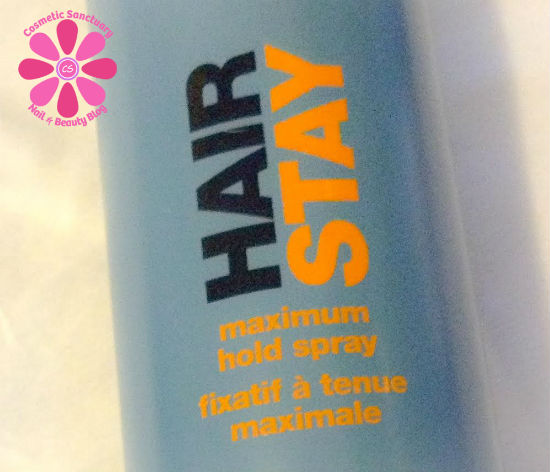 Cosmetic Sanctuary
CS
Nail & Beauty Blog
HAIR
STAY
maximum
hold spray
fixatif à tenue
maximale